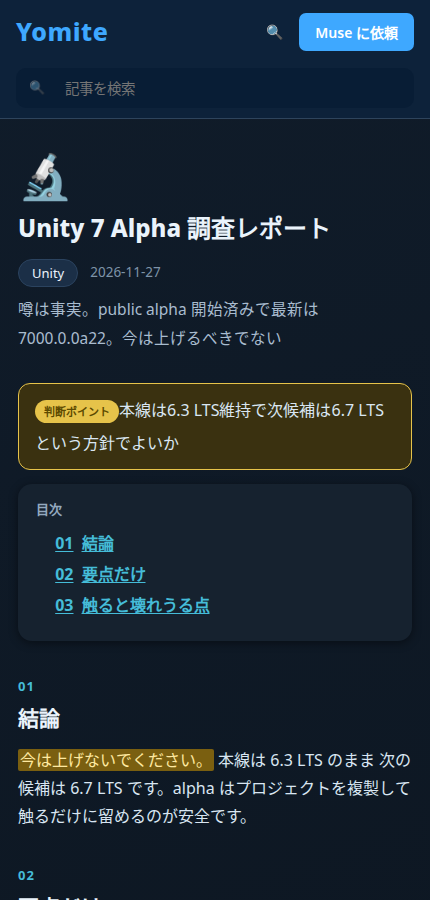 Yomite
Muse に依頼
記事を検索
Unity 7 Alpha 調査レポート
Unity
2026-11-27
噂は事実。public alpha 開始済みで最新は
7000.0.0a22。今は上げるべきでない
判断ポイント本線は6.3 LTS維持で次候補は6.7 LTS
という方針でよいか
目次
01 結論
02 要点だけ
03 触ると壊れうる点
01
結論
今は上げないでください。 本線は 6.3 LTS のまま 次の
候補は 6.7 LTS です。alpha はプロジェクトを複製して
触るだけに留めるのが安全です。
02